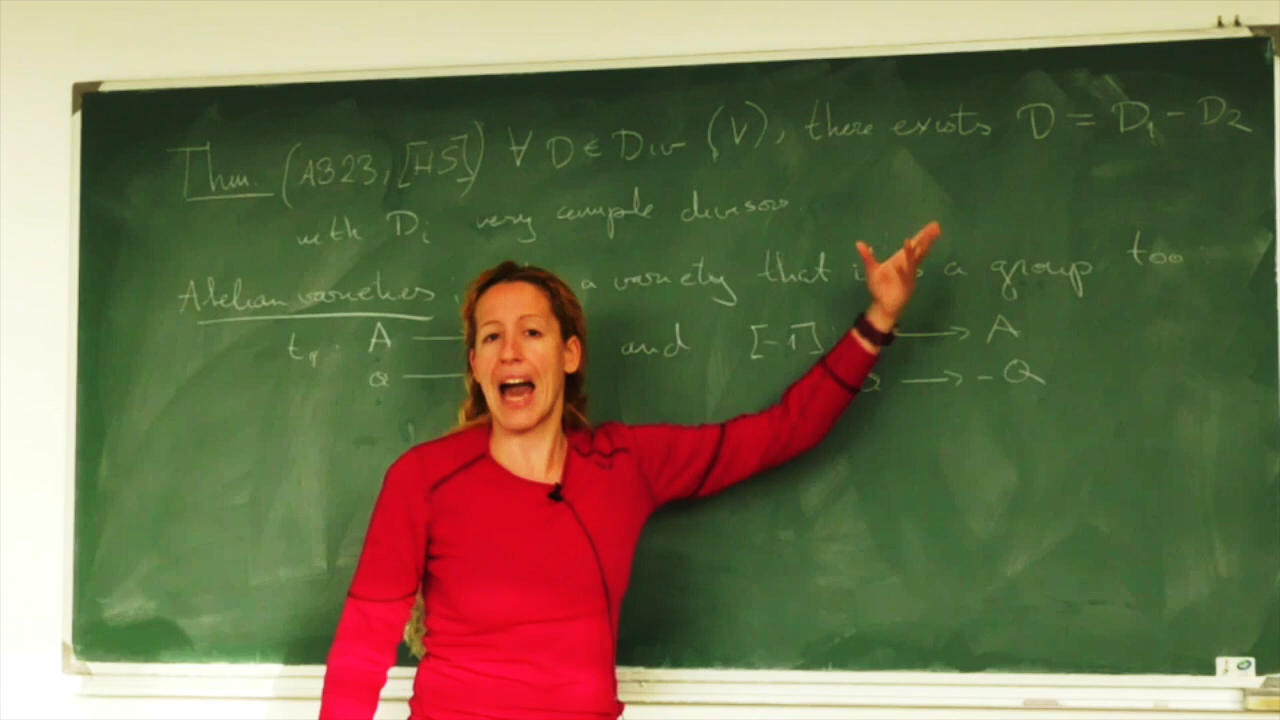 Thm. (A323, [HS]) ∀ D ∈ Div (V), there exists D = D₁ - D₂
with Dᵢ very ample divisors.
Abelian varieties a variety that is a group too
A → and [-1] → A
Q → Q → -Q